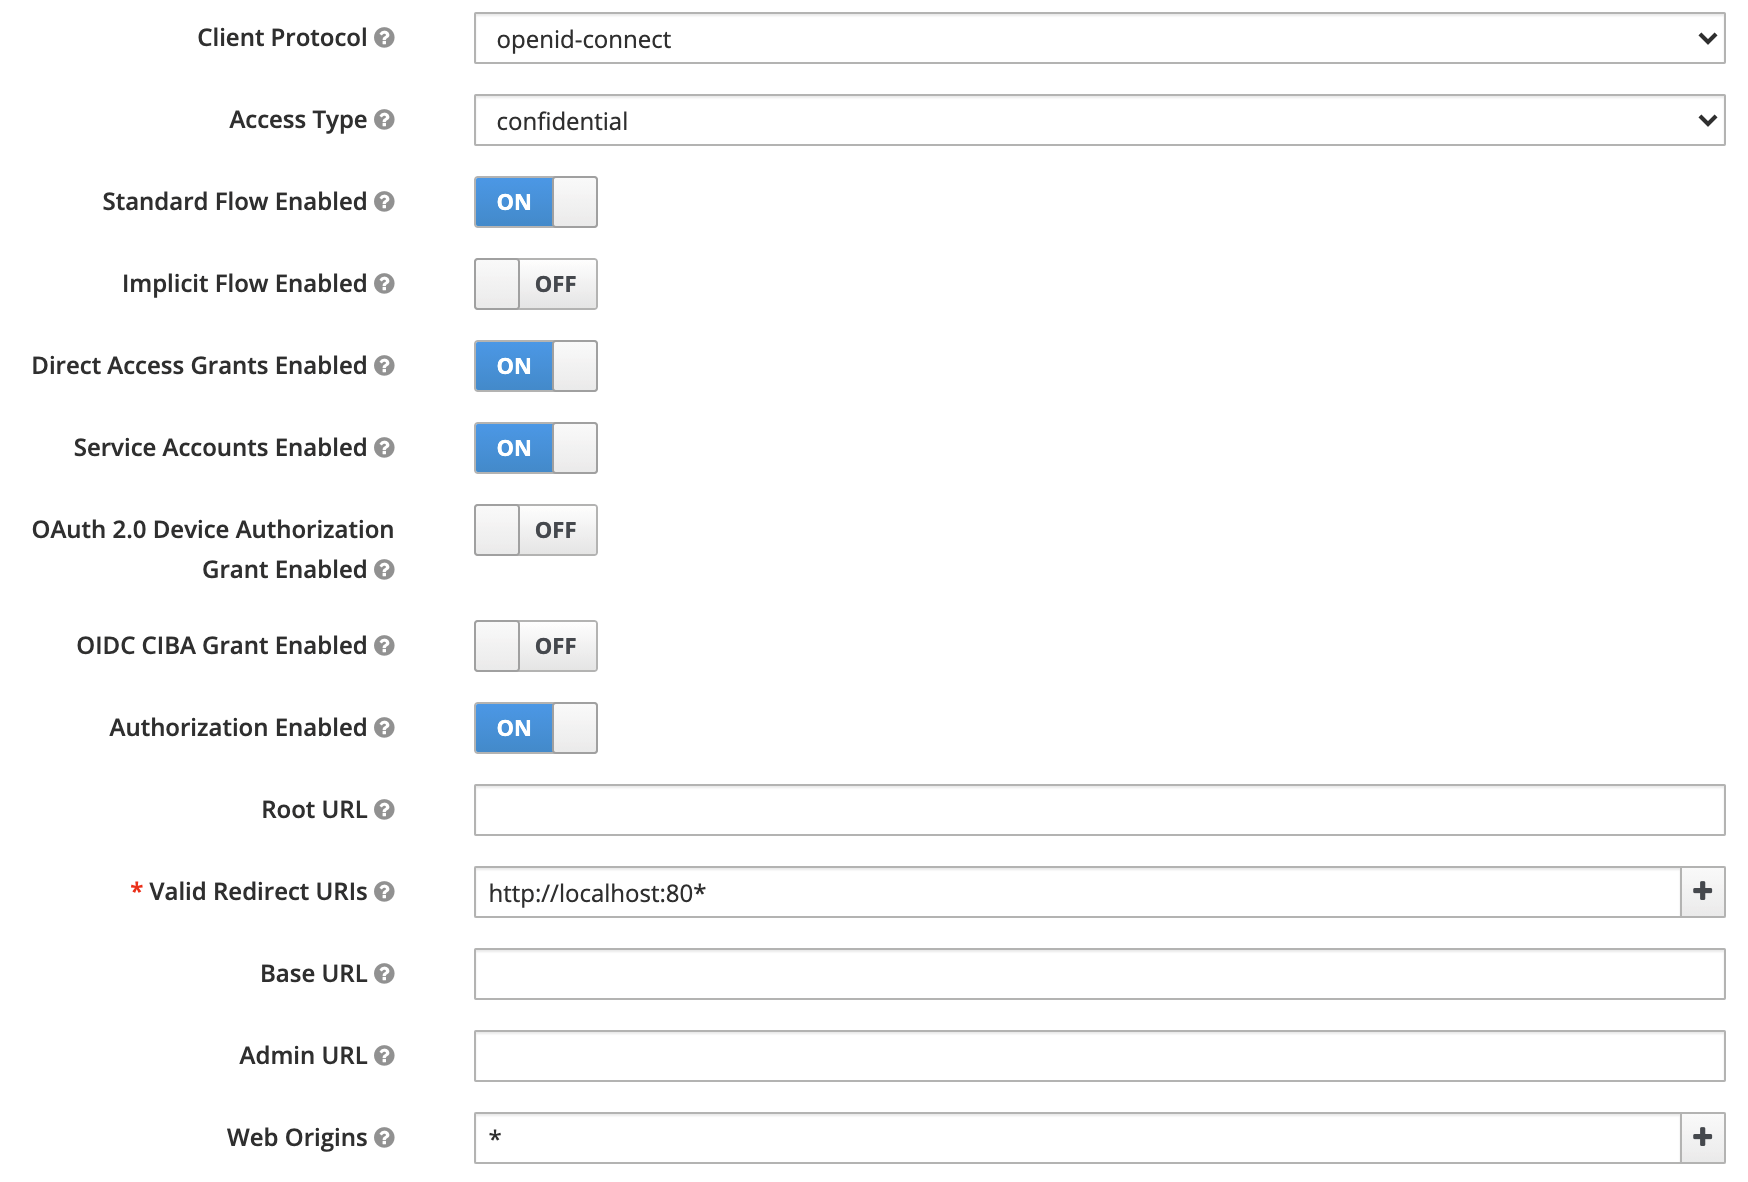 Client Protocol
openid-connect
Access Type
confidential
Standard Flow Enabled
ON
Implicit Flow Enabled
OFF
Direct Access Grants Enabled
ON
Service Accounts Enabled
ON
OAuth 2.0 Device Authorization
Grant Enabled
OFF
OIDC CIBA Grant Enabled
OFF
Authorization Enabled
ON
Root URL
* Valid Redirect URIs
http://localhost:80*
Base URL
Admin URL
Web Origins
*